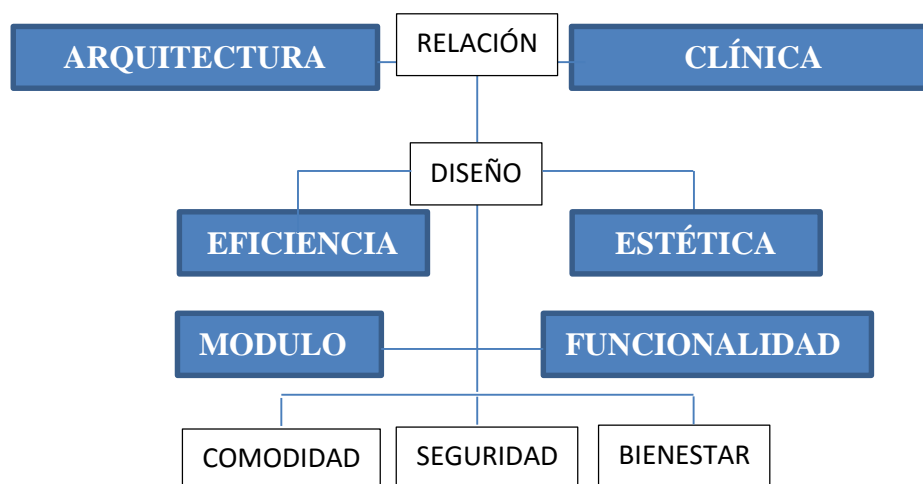 ARQUITECTURA
RELACIÓN
CLÍNICA
DISEÑO
EFICIENCIA
ESTÉTICA
MODULO
FUNCIONALIDAD
COMODIDAD
SEGURIDAD
BIENESTAR